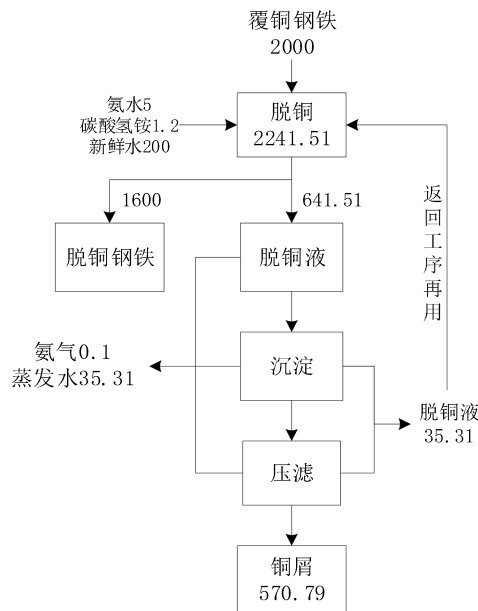 覆铜钢铁
2000
氨水5
碳酸氢铵1.2
新鲜水200
脱铜
2241.51
1600
641.51
脱铜钢铁
脱铜液
返回工序再用
氨气0.1
蒸发水35.31
沉淀
脱铜液
35.31
压滤
铜屑
570.79